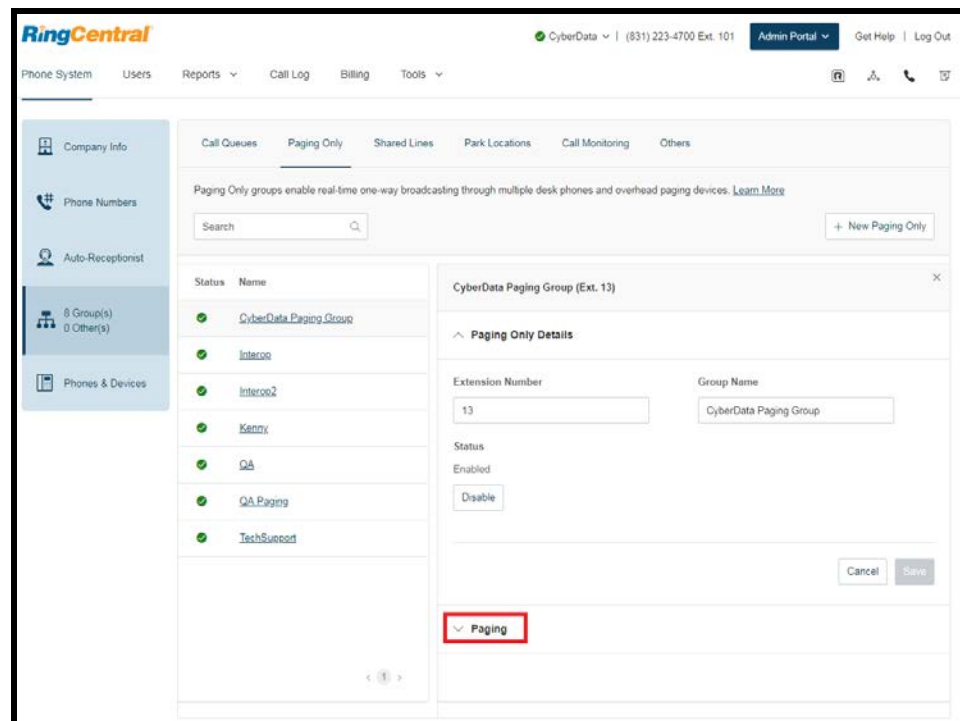 RingCentral
CyberData | (831) 223-4700 Ext. 101 Admin Portal Get Help | Log Out
Phone System Users Reports Call Log Billing Tools
Company Info
Phone Numbers
Auto-Receptionist
8 Group(s)
0 Other(s)
Phones & Devices
Call Queues Paging Only Shared Lines Park Locations Call Monitoring Others
Paging Only groups enable real-time one-way broadcasting through multiple desk phones and overhead paging devices. Learn More
Search
+ New Paging Only
Status Name
CyberData Paging Group
Interop
Interop2
Kenny
QA
QA Paging
TechSupport
< 1 >
CyberData Paging Group (Ext. 13)
Paging Only Details
Extension Number Group Name
13 CyberData Paging Group
Status
Enabled
Disable
Cancel Save
Paging